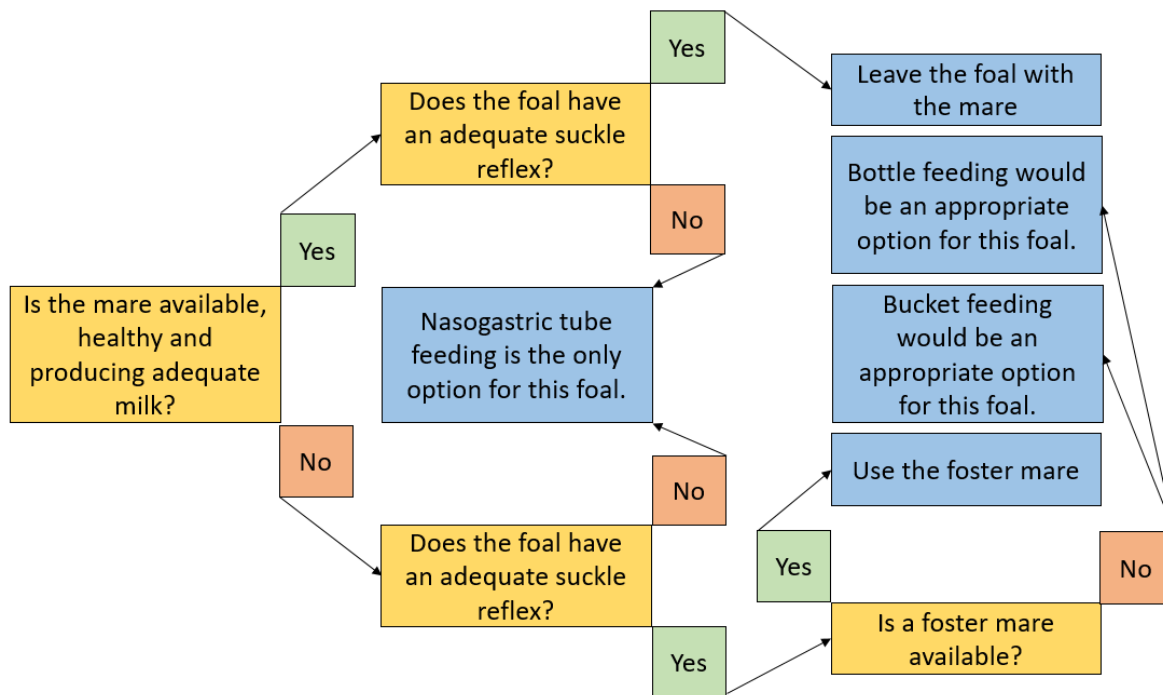 Is the mare available,
healthy and
producing adequate
milk?
Yes
No
Does the foal have
an adequate suckle
reflex?
Yes
No
Nasogastric tube
feeding is the only
option for this foal.
No
Does the foal have
an adequate suckle
reflex?
Yes
Leave the foal with
the mare
Bottle feeding would
be an appropriate
option for this foal.
Bucket feeding
would be an
appropriate option
for this foal.
Use the foster mare
Yes
No
Is a foster mare
available?